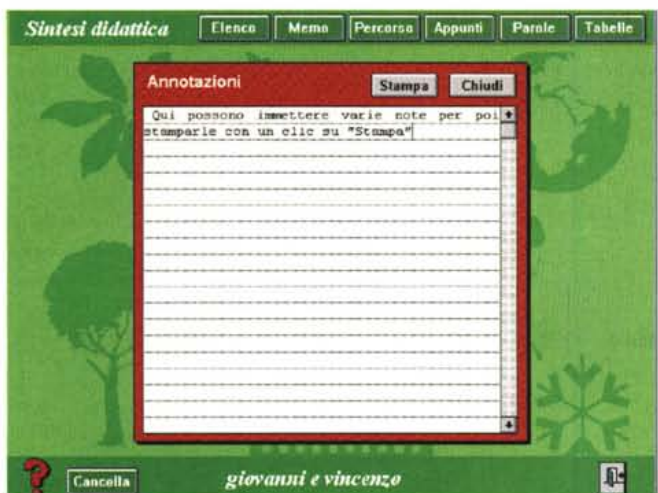 Sintesi didattica Elenco Memo Percorso Appunti Parole Tabelle
Annotazioni Stampa Chiudi
Qui possono immettere varie note per poi
stamparle con un clic su "Stampa"
? Cancella giovanni e vincenzo